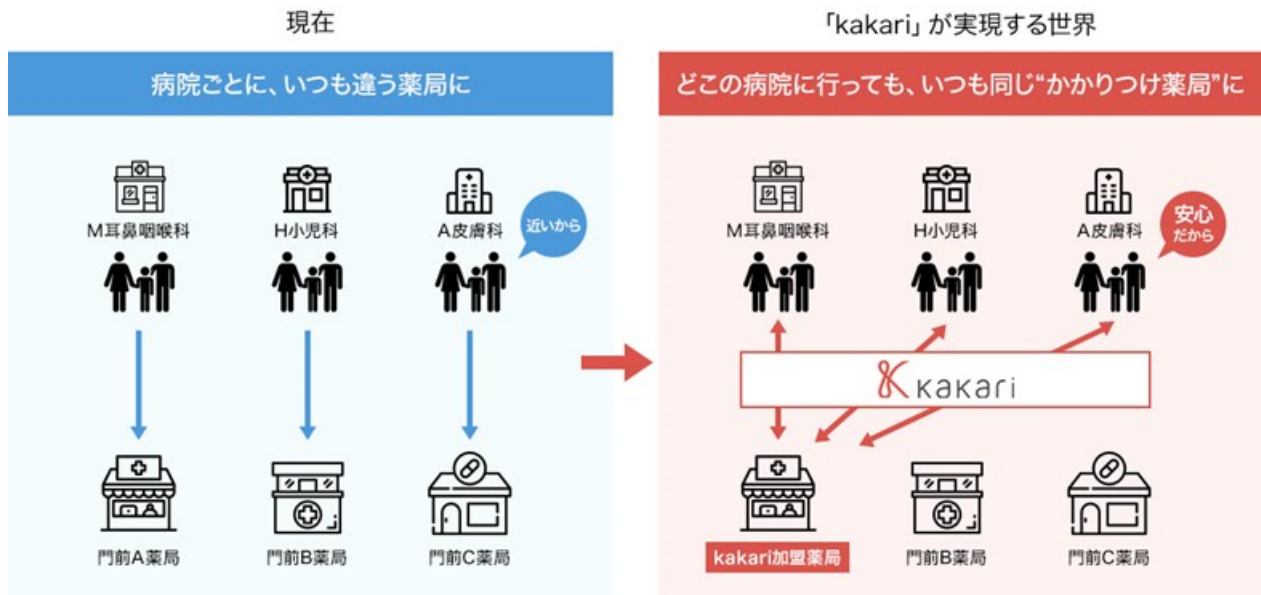 現在
病院ごとに、いつも違う薬局に
M耳鼻咽喉科
H小児科
A皮膚科
近いから
門前A薬局
門前B薬局
門前C薬局
「kakari」が実現する世界
どこの病院に行っても、いつも同じ“かかりつけ薬局”に
M耳鼻咽喉科
H小児科
A皮膚科
安心
だから
kakari
kakari加盟薬局
門前B薬局
門前C薬局